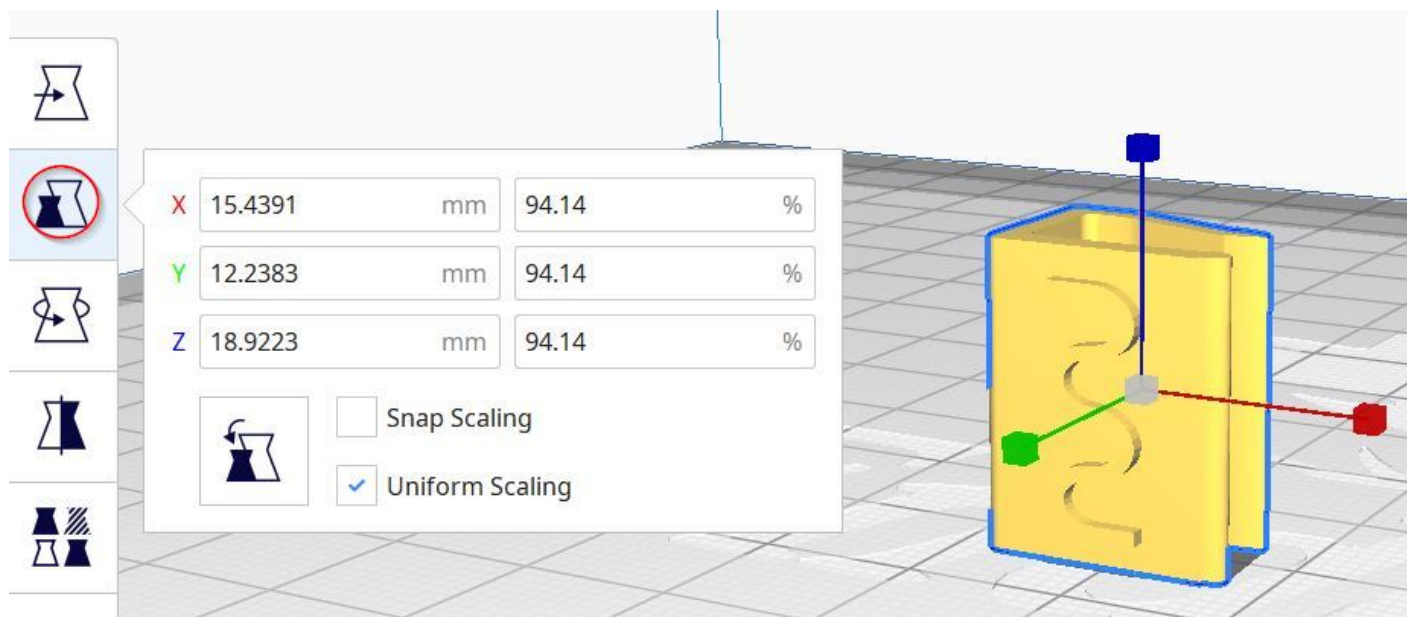 X 15.4391 mm 94.14 %
Y 12.2383 mm 94.14 %
Z 18.9223 mm 94.14 %
Snap Scaling
Uniform Scaling